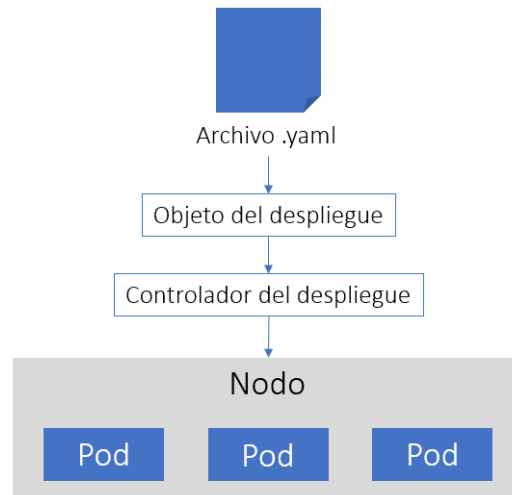 Archivo .yaml
Objeto del despliegue
Controlador del despliegue
Nodo
Pod Pod Pod